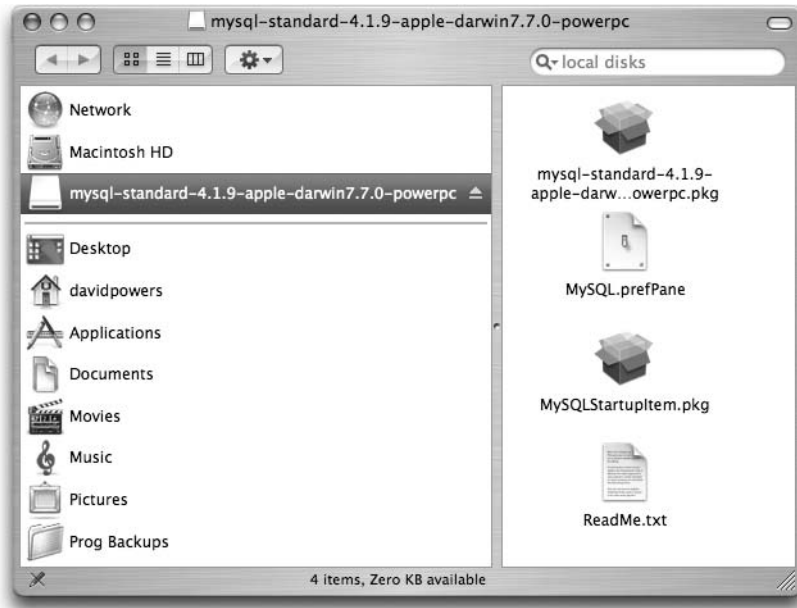 mysql-standard-4.1.9-apple-darwin7.7.0-powerpc
local disks
Network
Macintosh HD
mysql-standard-4.1.9-apple-darwin7.7.0-powerpc
Desktop
davidpowers
Applications
Documents
Movies
Music
Pictures
Prog Backups
mysql-standard-4.1.9-
apple-darw...owerpc.pkg
MySQL.prefPane
MySQLStartupItem.pkg
ReadMe.txt
4 items, Zero KB available